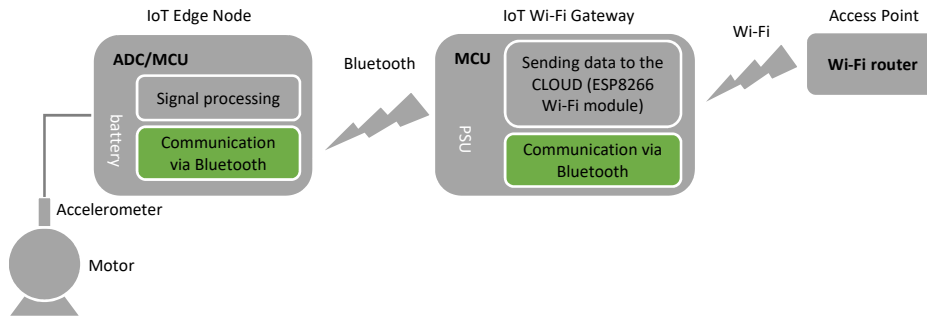 IoT Edge Node
ADC/MCU
Signal processing
battery
Communication
via Bluetooth
Accelerometer
Motor
Bluetooth
IoT Wi-Fi Gateway
MCU
Sending data to the
CLOUD (ESP8266
Wi-Fi module)
PSU
Communication via
Bluetooth
Wi-Fi
Access Point
Wi-Fi router